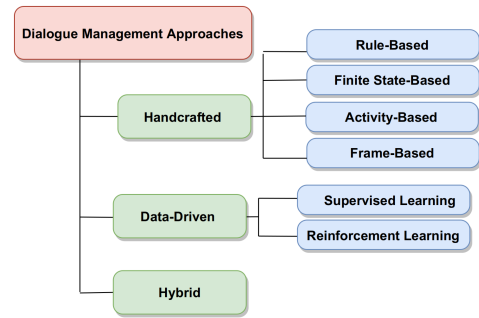 Dialogue Management Approaches
Handcrafted
Rule-Based
Finite State-Based
Activity-Based
Frame-Based
Data-Driven
Supervised Learning
Reinforcement Learning
Hybrid